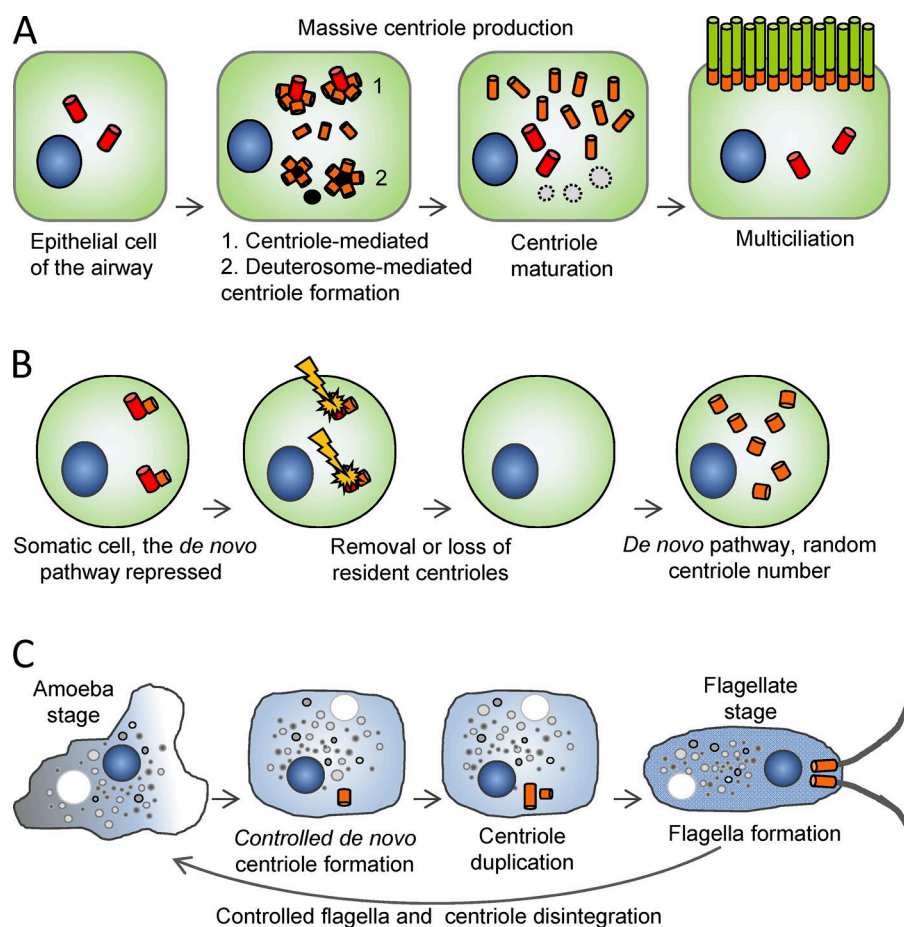 A
Massive centriole production
1
2
Epithelial cell
of the airway
1. Centriole-mediated
2. Deuterosome-mediated
centriole formation
Centriole
maturation
Multiciliation
B
Somatic cell, the de novo
pathway repressed
Removal or loss of
resident centrioles
De novo pathway, random
centriole number
C
Amoeba
stage
Flagellate
stage
Controlled de novo
centriole formation
Centriole
duplication
Flagella formation
Controlled flagella and centriole disintegration